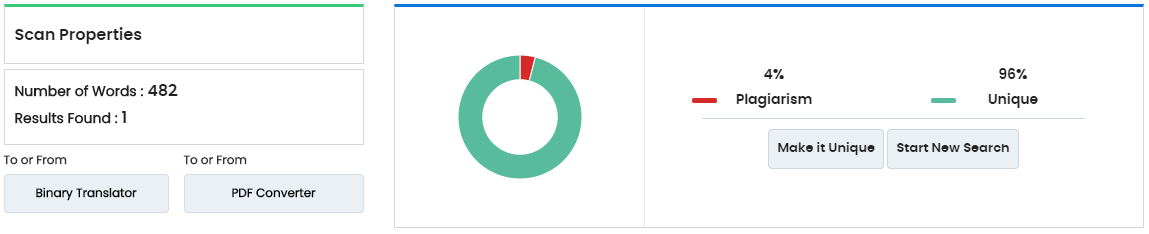 Scan Properties
Number of Words : 482
Results Found : 1
To or From
Binary Translator
To or From
PDF Converter
4%
Plagiarism
96%
Unique
Make it Unique
Start New Search